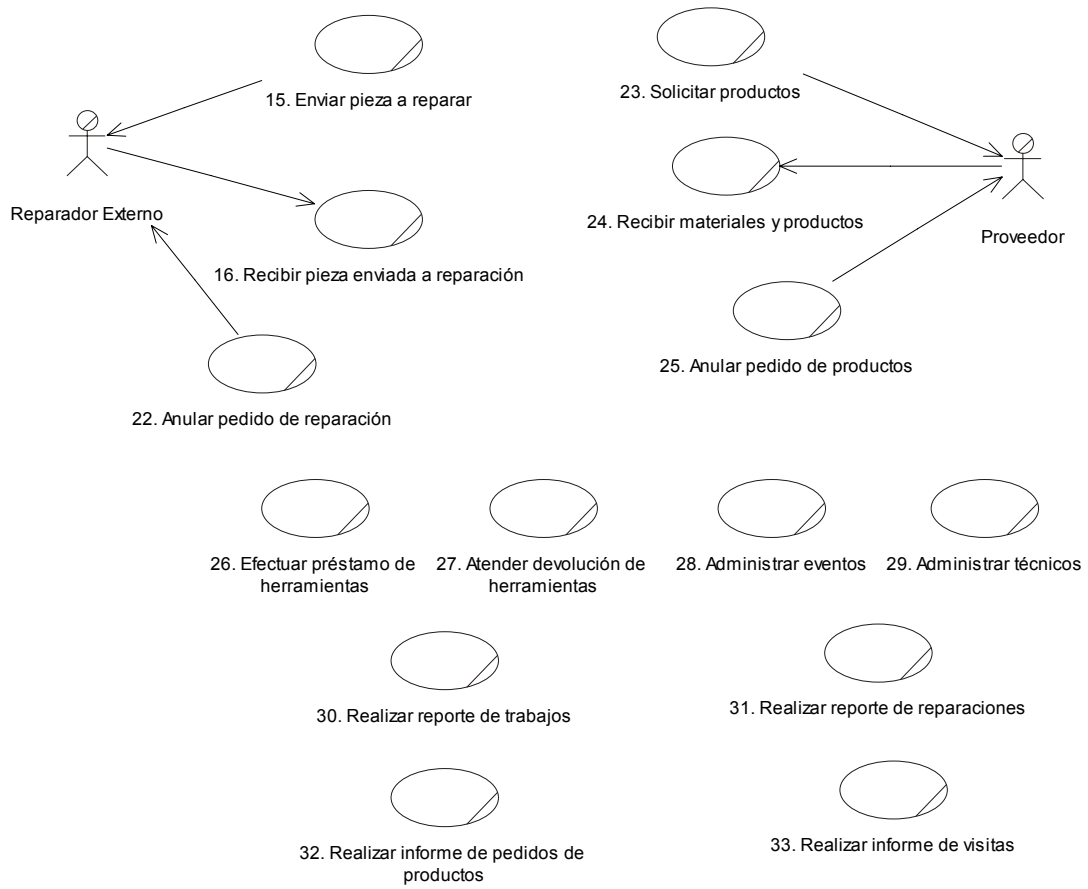 15. Enviar pieza a reparar
23. Solicitar productos
Reparador Externo
24. Recibir materiales y productos
Proveedor
16. Recibir pieza enviada a reparación
25. Anular pedido de productos
22. Anular pedido de reparación
26. Efectuar préstamo de
herramientas
27. Atender devolución de
herramientas
28. Administrar eventos
29. Administrar técnicos
30. Realizar reporte de trabajos
31. Realizar reporte de reparaciones
32. Realizar informe de pedidos de
productos
33. Realizar informe de visitas